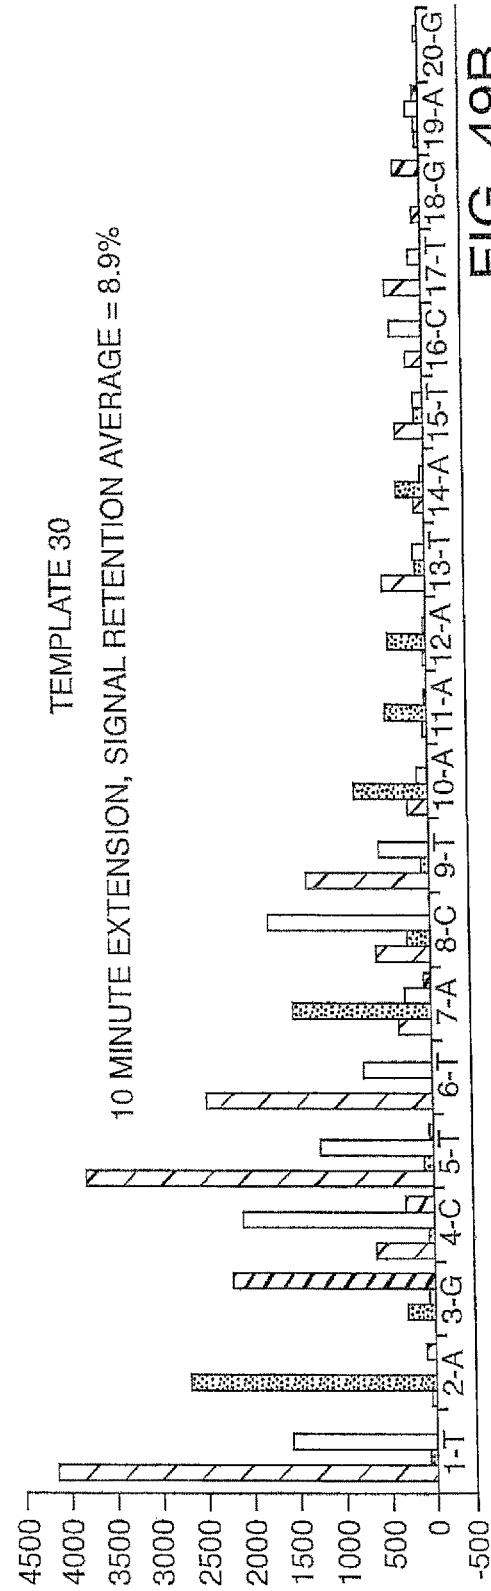 TEMPLATE 30
10 MINUTE EXTENSION, SIGNAL RETENTION AVERAGE = 8.9%
4500
4000
3500
3000
2500
2000
1500
1000
500
0
-500
1-T 2-A 3-G 4-C 5-T 6-T 7-A 8-C 9-T 10-A 11-A 12-A 13-T 14-A 15-T 16-C 17-T 18-G 19-A 20-G
FIG. 49B